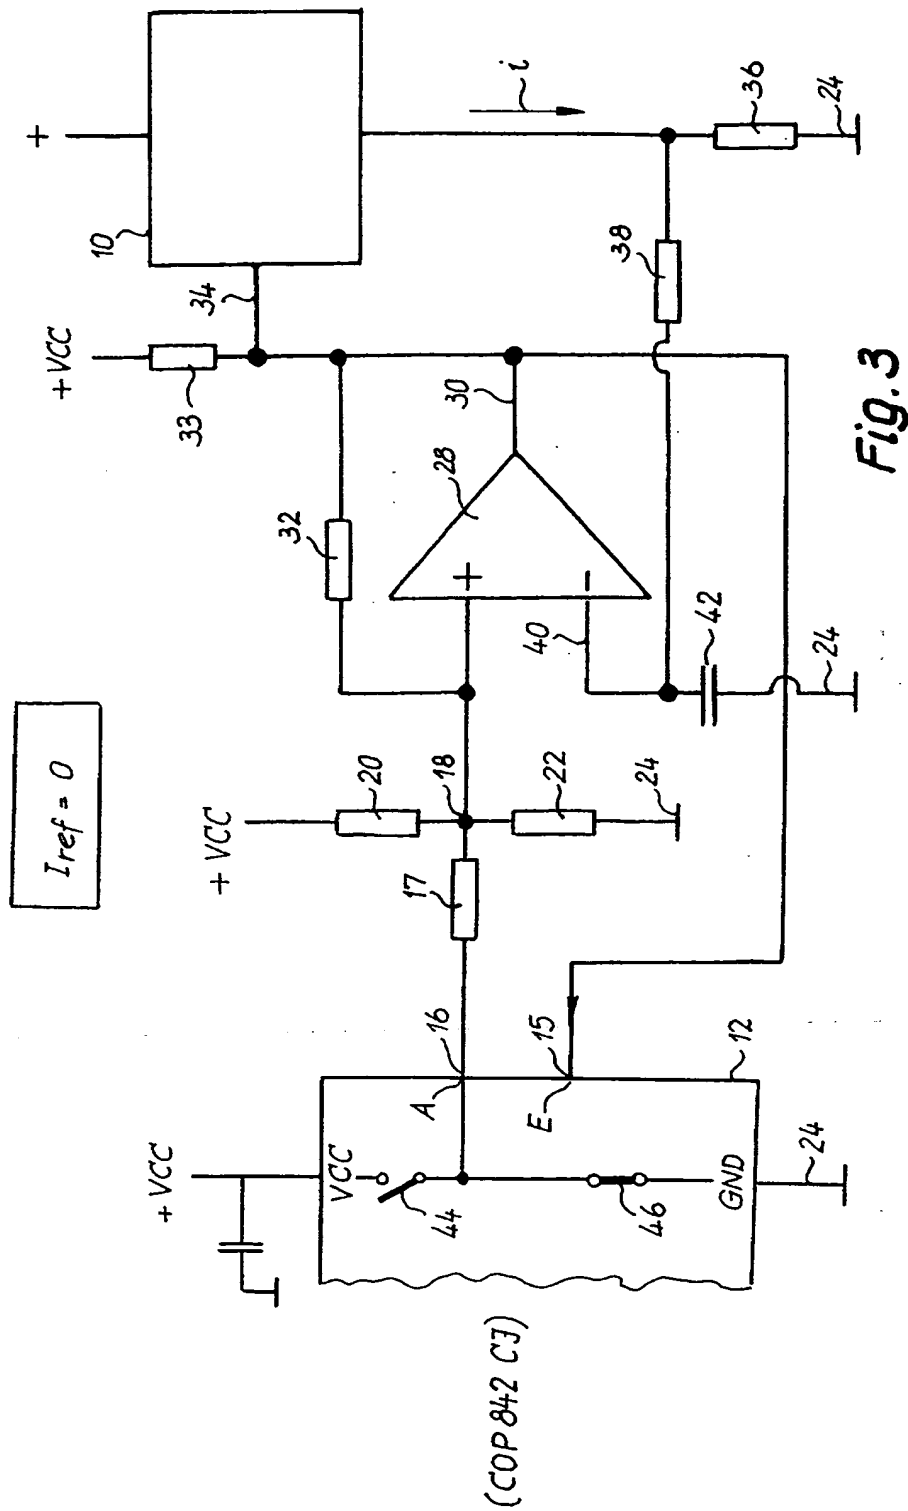 I ref = 0
+VCC
+VCC
+VCC
+
10
34
33
32
30
28
+
−
40
i
36
24
38
42
24
20
18
22
24
17
16
A
15
E
12
VCC
44
46
GND
24
(COP 842 CJ)
Fig. 3